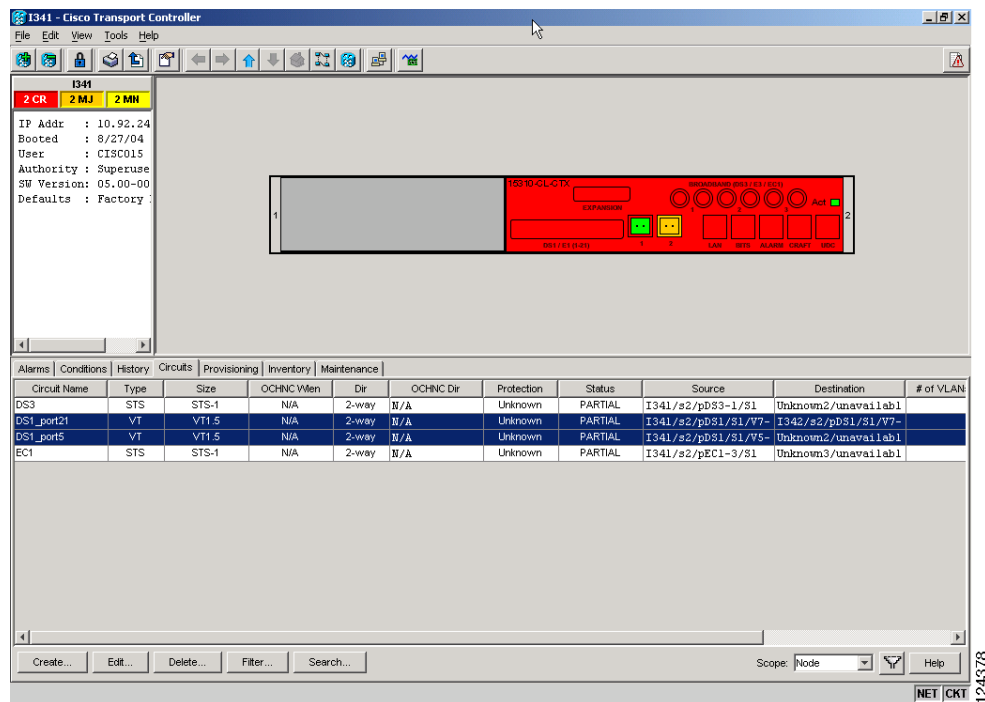 I341 - Cisco Transport Controller
File Edit View Tools Help
I341
2 CR 2 MJ 2 MN
IP Addr : 10.92.24
Booted : 8/27/04
User : CISCO15
Authority : Superuse
SW Version: 05.00-00
Defaults : Factory
1
15310-CL-CTX
EXPANSION
DS1 / E1 (1-21)
BROADBAND (DS3 / E3 / EC1)
1 2 3
Act
1 2 LAN BITS ALARM CRAFT UDC
2
Alarms Conditions History Circuits Provisioning Inventory Maintenance
Circuit Name Type Size OCHNC Wlen Dir OCHNC Dir Protection Status Source Destination # of VLAN
DS3 STS STS-1 N/A 2-way N/A Unknown PARTIAL I341/s2/pDS3-1/S1 Unknown2/unavailabl
DS1_port21 VT VT1.5 N/A 2-way N/A Unknown PARTIAL I341/s2/pDS1/S1/V7- I342/s2/pDS1/S1/V7-
DS1_port5 VT VT1.5 N/A 2-way N/A Unknown PARTIAL I341/s2/pDS1/S1/V5- Unknown2/unavailabl
EC1 STS STS-1 N/A 2-way N/A Unknown PARTIAL I341/s2/pEC1-3/S1 Unknown3/unavailabl
Create... Edit... Delete... Filter... Search... Scope: Node Help
NET CKT
124378